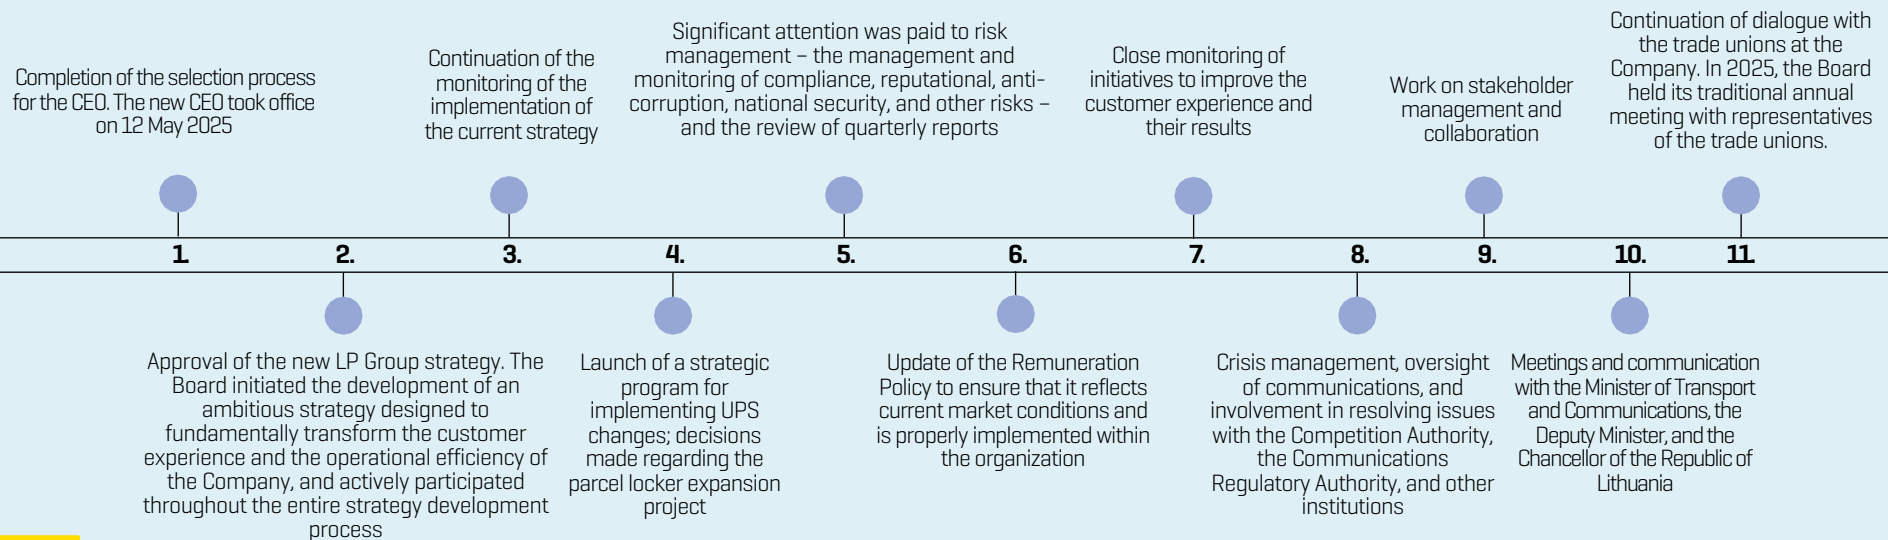 Completion of the selection process
for the CEO. The new CEO took office
on 12 May 2025
1.
Approval of the new LP Group strategy. The
Board initiated the development of an
ambitious strategy designed to
fundamentally transform the customer
experience and the operational efficiency of
the Company, and actively participated
throughout the entire strategy development
process
2.
Continuation of the
monitoring of the
implementation of
the current strategy
3.
Launch of a strategic
program for
implementing UPS
changes; decisions
made regarding the
parcel locker expansion
project
4.
Significant attention was paid to risk
management – the management and
monitoring of compliance, reputational, anti-
corruption, national security, and other risks –
and the review of quarterly reports
5.
Update of the Remuneration
Policy to ensure that it reflects
current market conditions and
is properly implemented within
the organization
6.
Close monitoring of
initiatives to improve the
customer experience and
their results
7.
Crisis management, oversight
of communications, and
involvement in resolving issues
with the Competition Authority,
the Communications
Regulatory Authority, and other
institutions
8.
Work on stakeholder
management and
collaboration
9.
Meetings and communication
with the Minister of Transport
and Communications, the
Deputy Minister, and the
Chancellor of the Republic of
Lithuania
10.
Continuation of dialogue with
the trade unions at the
Company. In 2025, the Board
held its traditional annual
meeting with representatives
of the trade unions.
11.